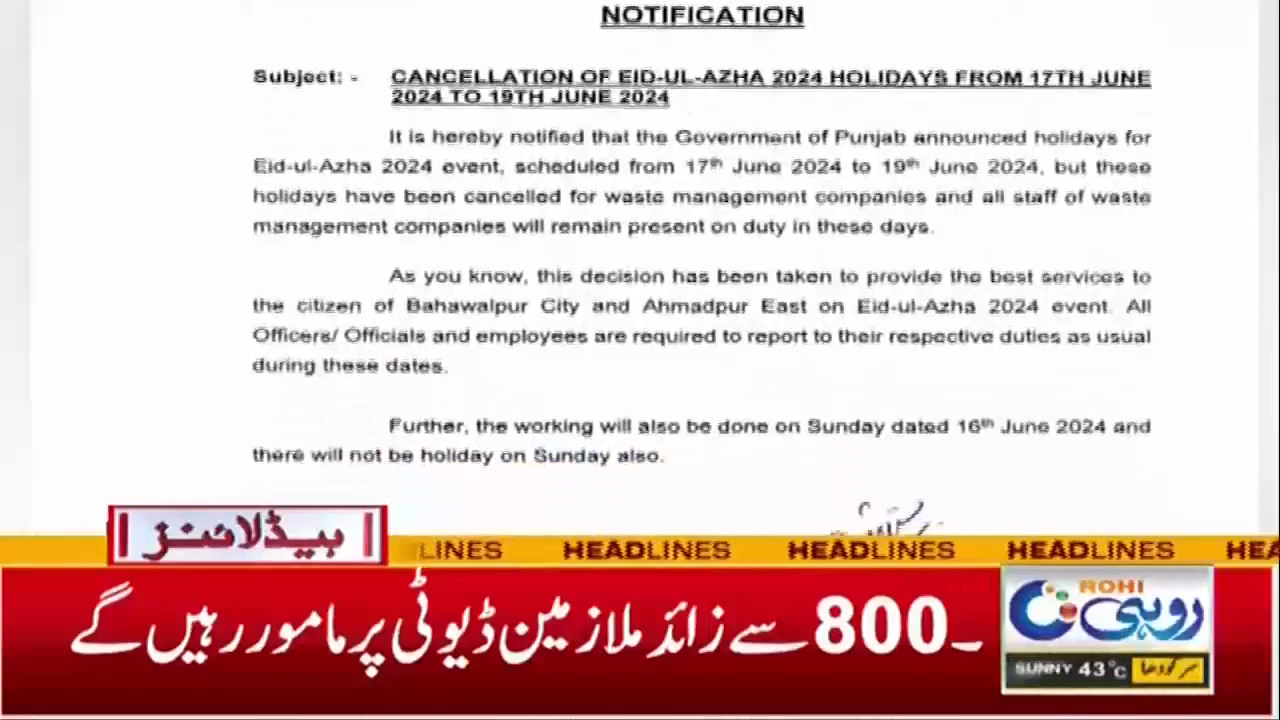 NOTIFICATION
Subject: - CANCELLATION OF EID-UL-AZHA 2024 HOLIDAYS FROM 17TH JUNE
2024 TO 19TH JUNE 2024
It is hereby notified that the Government of Punjab announced holidays for
Eid-ul-Azha 2024 event, scheduled from 17th June 2024 to 19th June 2024, but these
holidays have been cancelled for waste management companies and all staff of waste
management companies will remain present on duty in these days.
As you know, this decision has been taken to provide the best services to
the citizen of Bahawalpur City and Ahmadpur East on Eid-ul-Azha 2024 event. All
Officers/ Officials and employees are required to report to their respective duties as usual
during these dates.
Further, the working will also be done on Sunday dated 16th June 2024 and
there will not be holiday on Sunday also.
ہیڈلائنز
LINES HEADLINES HEADLINES HEADLINES HEA
۔800 سے زائد ملازمین ڈیوٹی پر مامور رہیں گے
ROHI
روہی
SUNNY 43°c سرگودھا